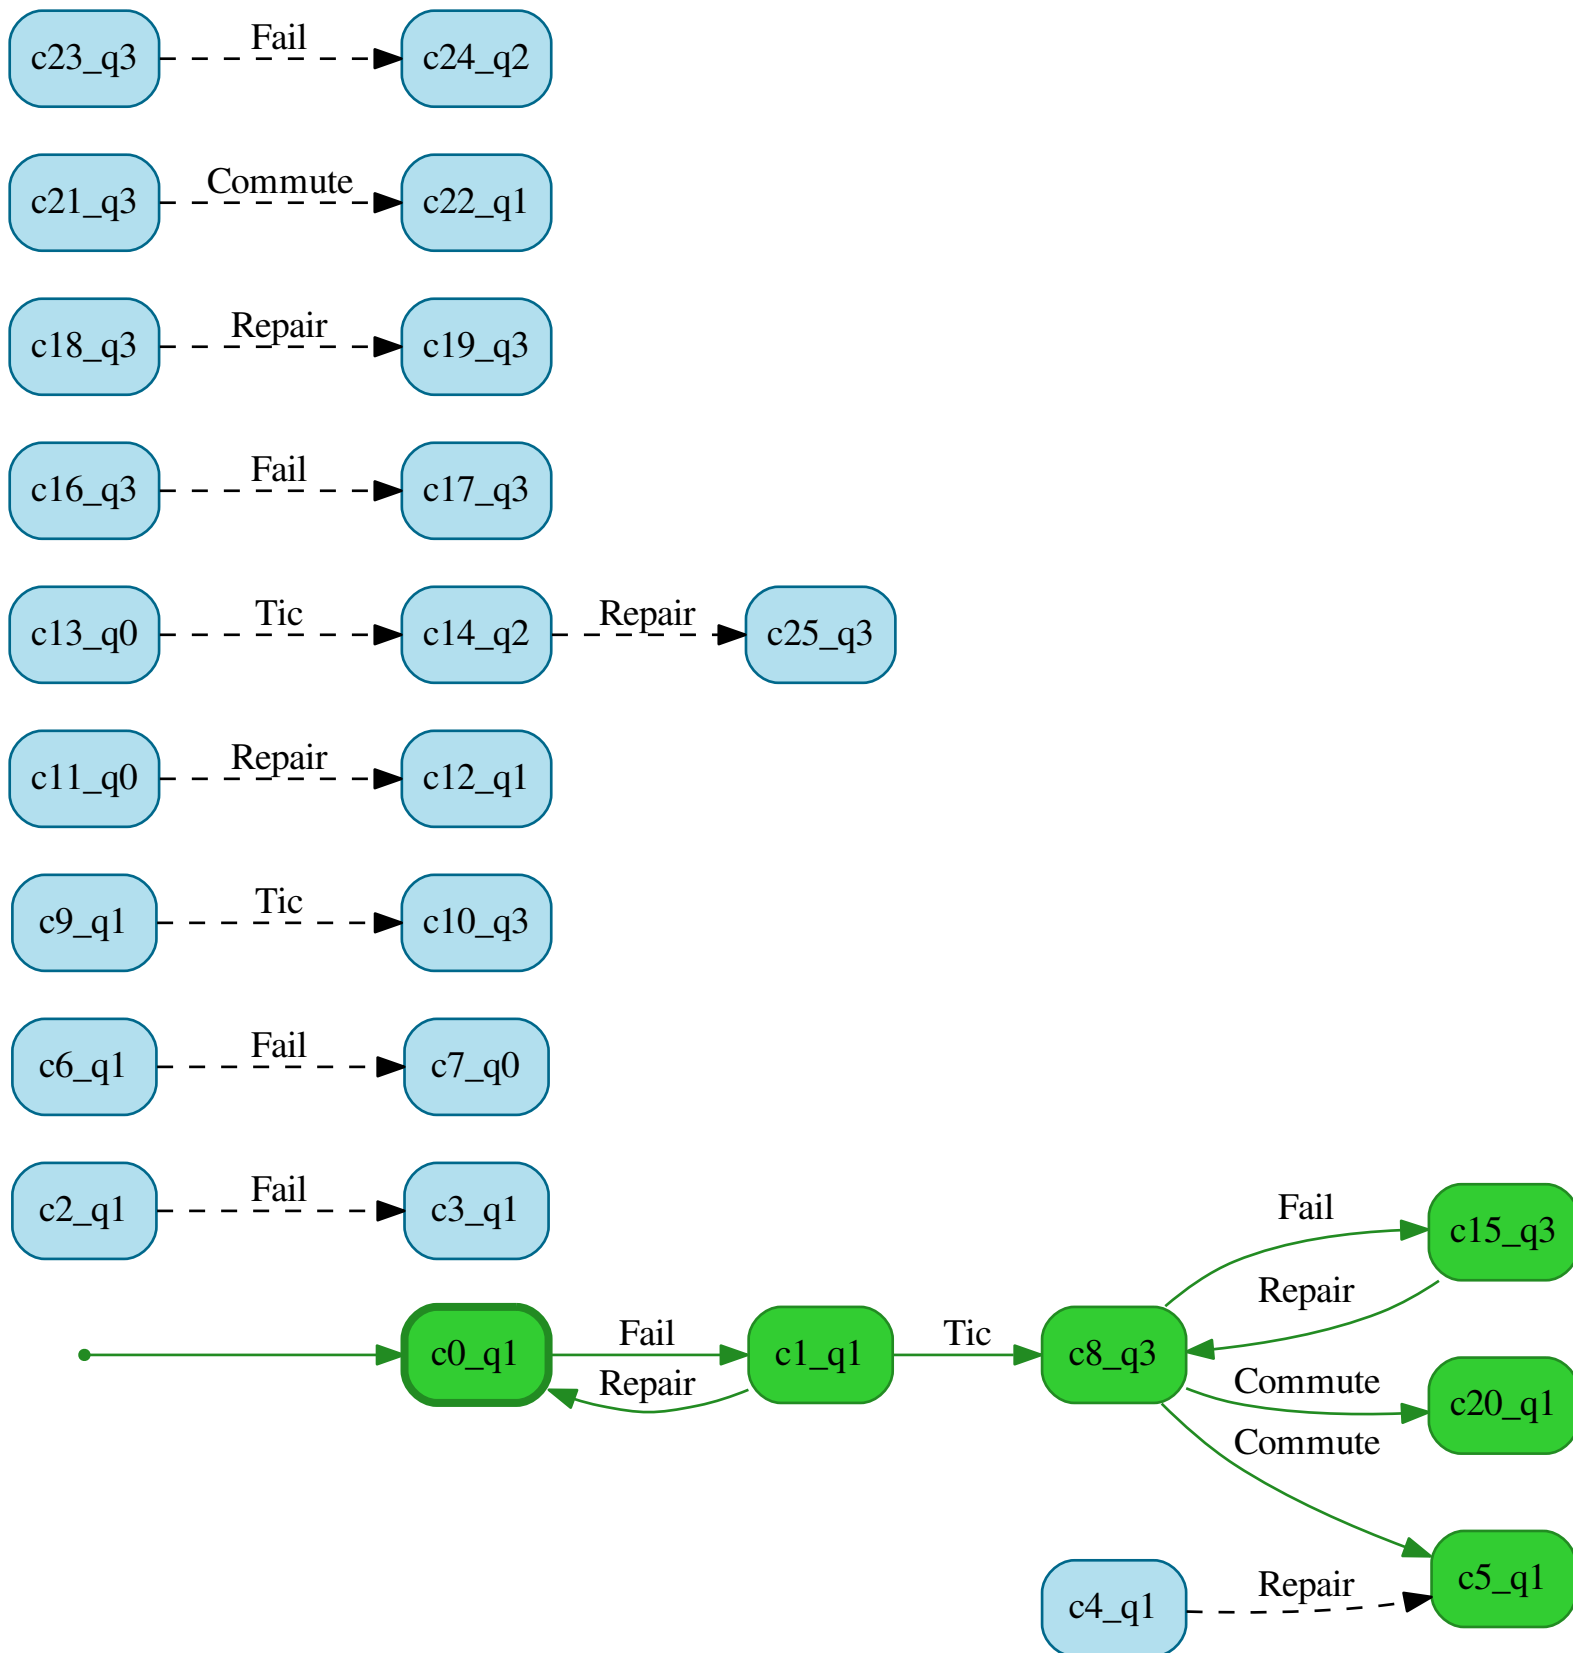 c23_q3 Fail c24_q2
c21_q3 Commute c22_q1
c18_q3 Repair c19_q3
c16_q3 Fail c17_q3
c13_q0 Tic c14_q2 Repair c25_q3
c11_q0 Repair c12_q1
c9_q1 Tic c10_q3
c6_q1 Fail c7_q0
c2_q1 Fail c3_q1
Fail c15_q3
Repair
c0_q1 Fail c1_q1 Tic c8_q3
Repair Commute c20_q1
Commute
c4_q1 Repair c5_q1